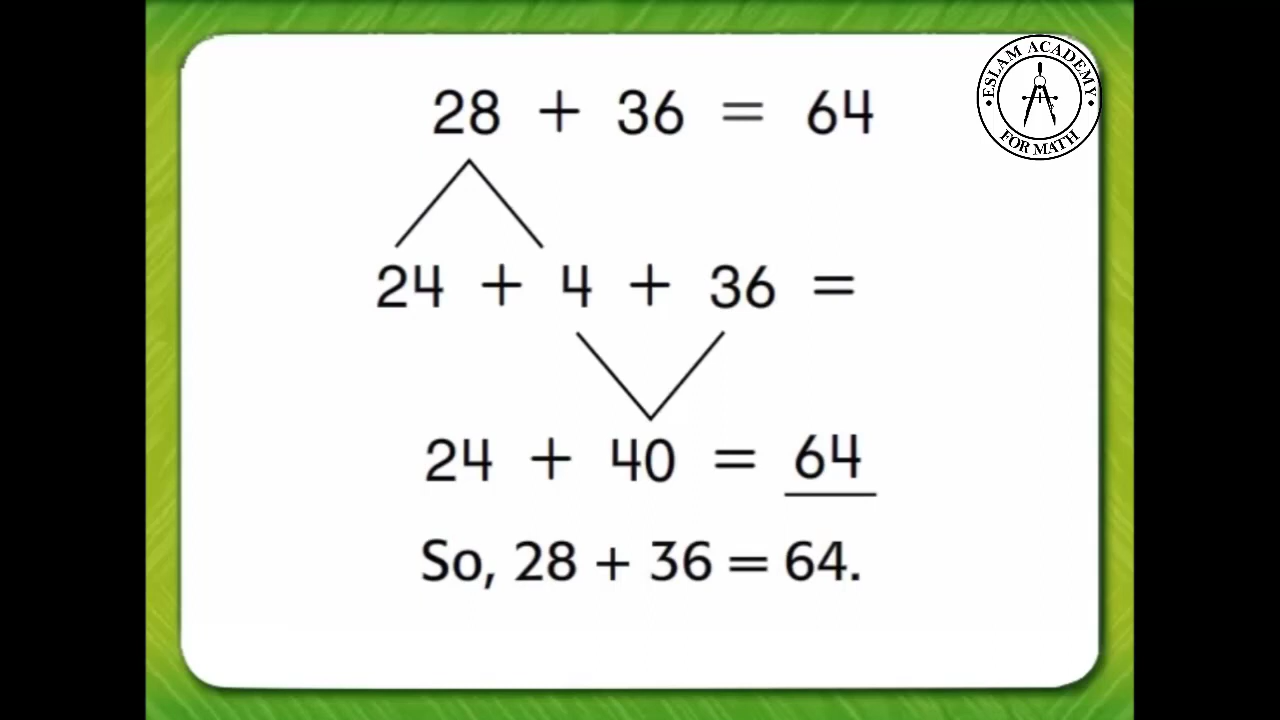 28 + 36 = 64
24 + 4 + 36 =
24 + 40 = 64
So, 28 + 36 = 64.
ESLAM ACADEMY
FOR MATH